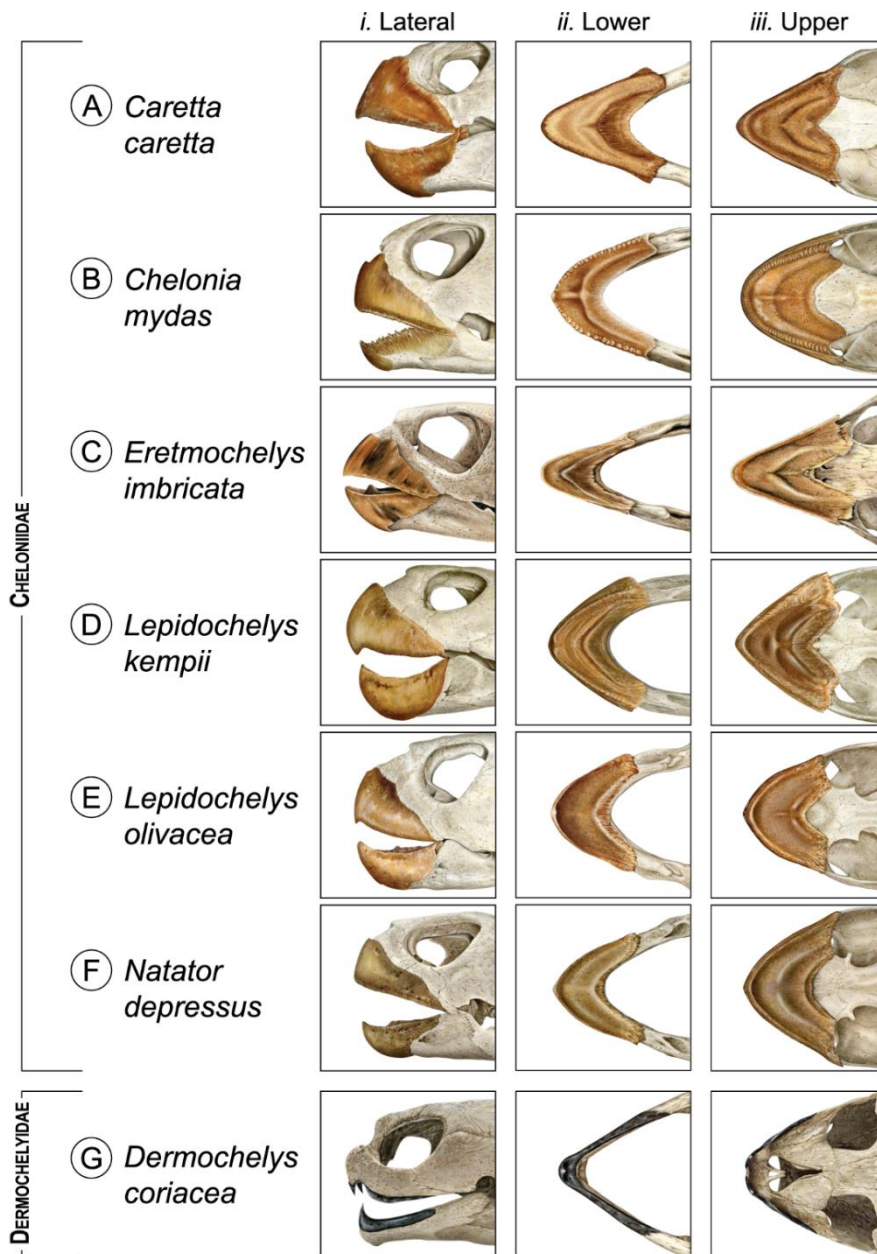 i. Lateral
ii. Lower
iii. Upper
CHELONIIDAE
A Caretta
caretta
B Chelonia
mydas
C Eretmochelys
imbricata
D Lepidochelys
kempii
E Lepidochelys
olivacea
F Natator
depressus
DERMOCHELYIDAE
G Dermochelys
coriacea